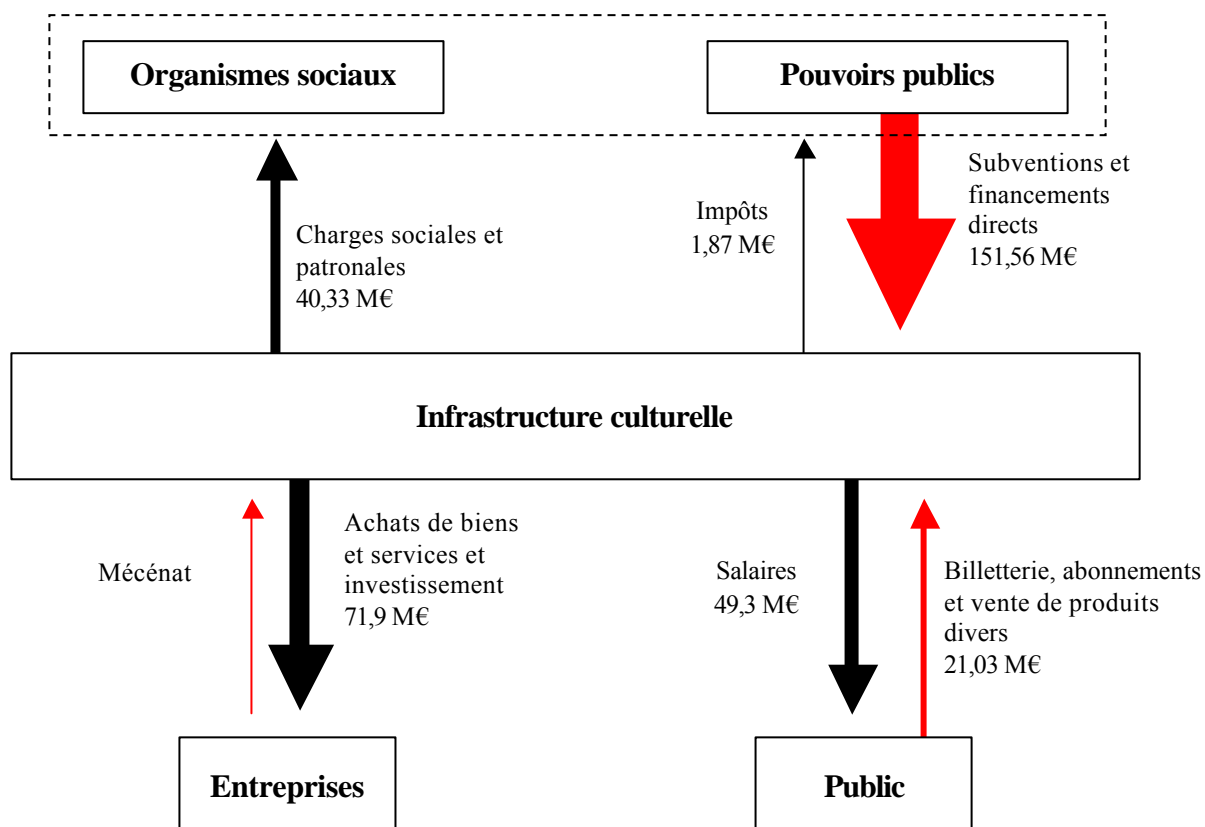 Organismes sociaux
Pouvoirs publics
Charges sociales et
patronales
40,33 M€
Impôts
1,87 M€
Subventions et
financements
directs
151,56 M€
Infrastructure culturelle
Mécénat
Achats de biens
et services et
investissement
71,9 M€
Salaires
49,3 M€
Billetterie, abonnements
et vente de produits
divers
21,03 M€
Entreprises
Public